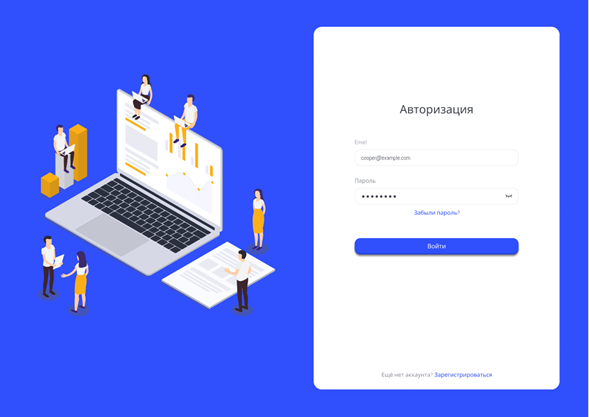 Авторизация
Email
cooper@example.com
Пароль
••••••••
Забыли пароль?
Войти
Ещё нет аккаунта? Зарегистрироваться